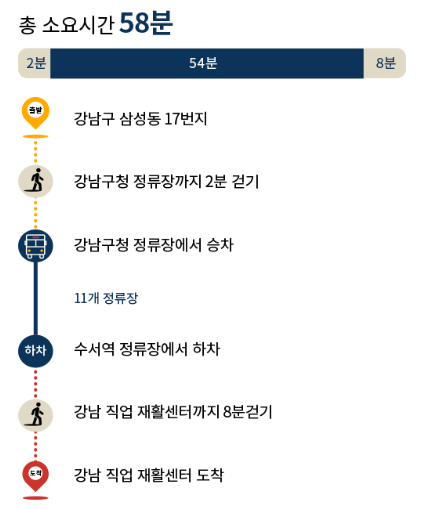 총 소요시간 58분
2분 54분 8분
출발
강남구 삼성동 17번지
강남구청 정류장까지 2분 걷기
강남구청 정류장에서 승차
11개 정류장
하차 수서역 정류장에서 하차
강남 직업 재활센터까지 8분걷기
도착
강남 직업 재활센터 도착